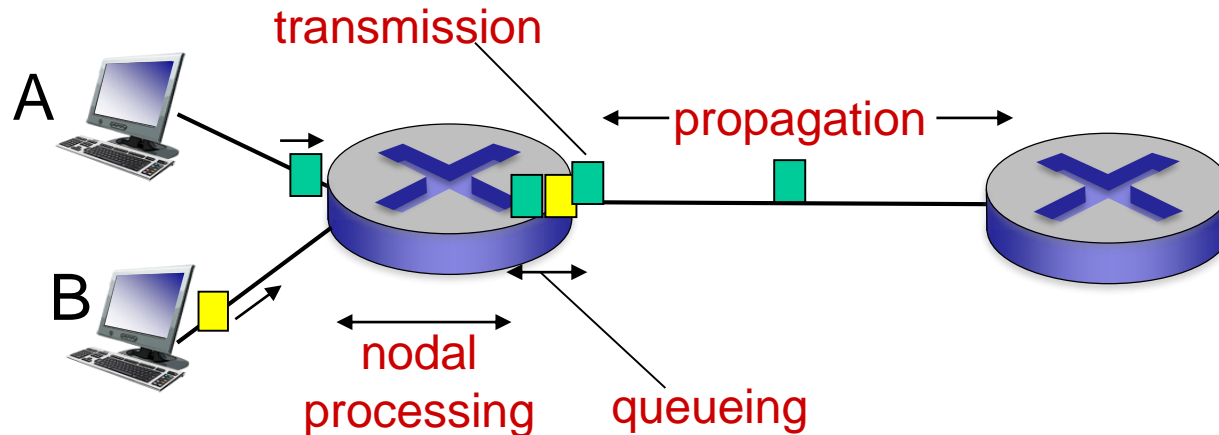 transmission
A
propagation
B
nodal
processing
queueing